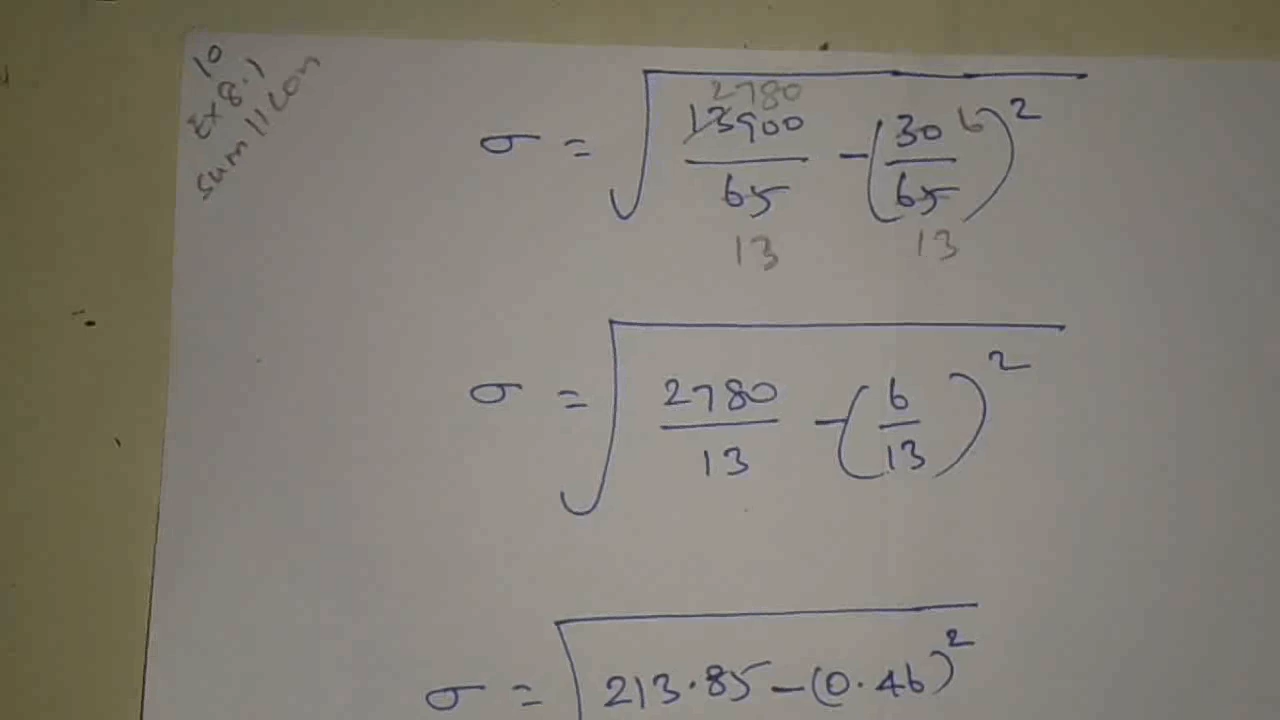 10
Ex 8.1
sum 11 con
2780
σ = √ 13900/65 - (30/65)² 6
13 13
σ = √ 2780/13 - (6/13)²
σ = √ 213.85 - (0.46)²